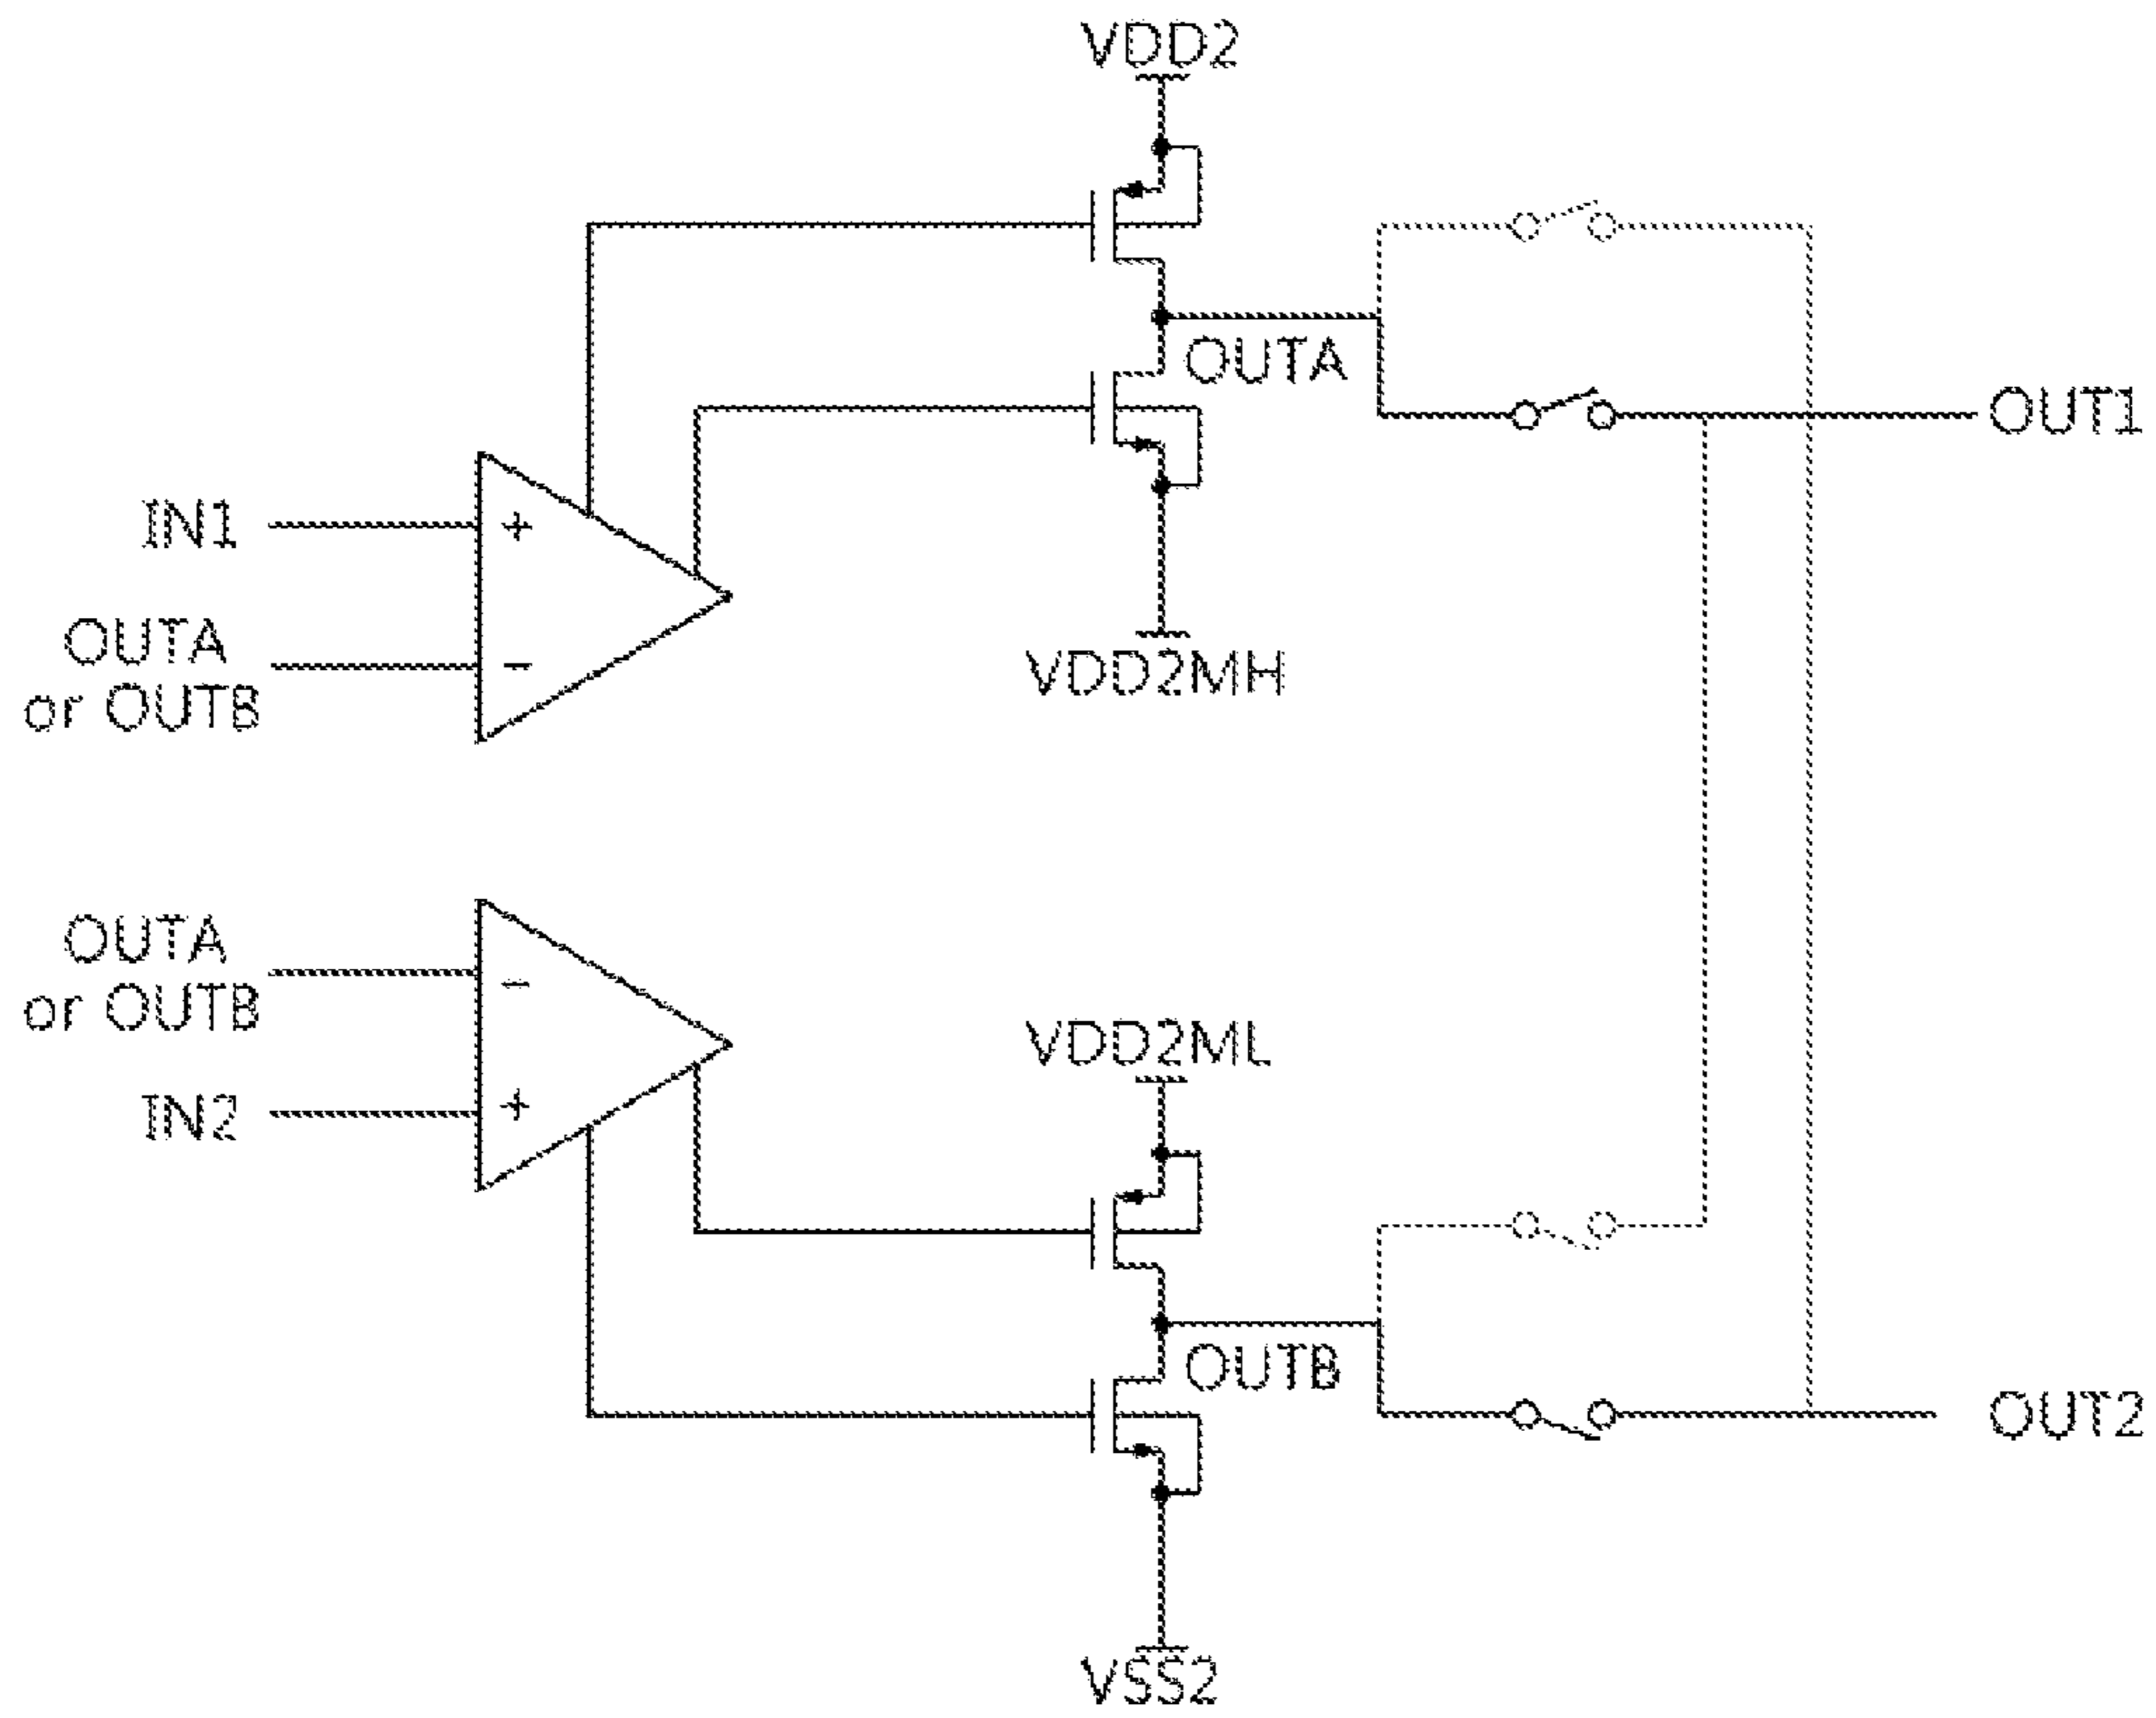 VDD2
OUTA
OUT1
IN1
+
OUTA
or OUTB
−
VDD2MH
OUTA
or OUTB
−
IN2
+
VDD2ML
OUTB
OUT2
VSS2